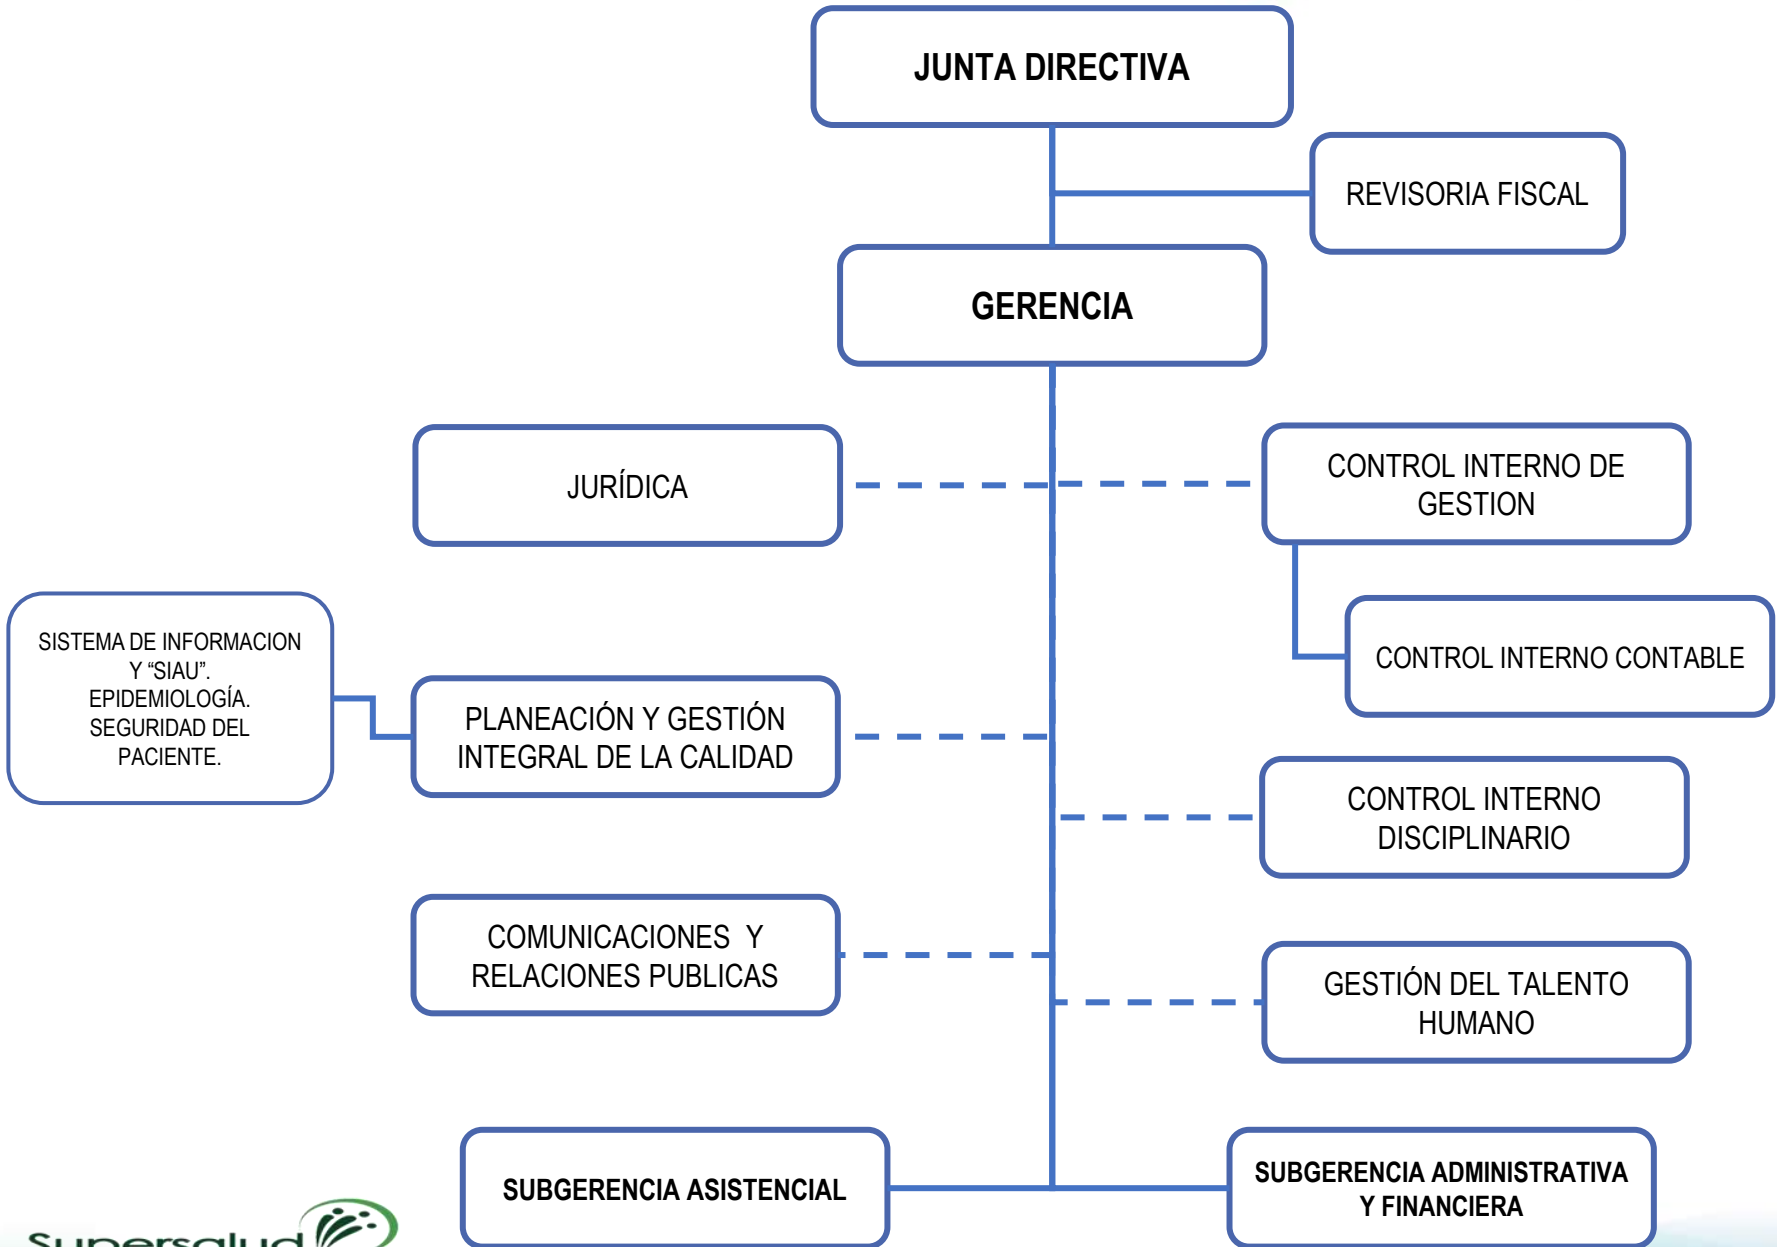 JUNTA DIRECTIVA
REVISORIA FISCAL
GERENCIA
JURÍDICA
CONTROL INTERNO DE
GESTION
CONTROL INTERNO CONTABLE
SISTEMA DE INFORMACION
Y “SIAU”.
EPIDEMIOLOGÍA.
SEGURIDAD DEL
PACIENTE.
PLANEACIÓN Y GESTIÓN
INTEGRAL DE LA CALIDAD
CONTROL INTERNO
DISCIPLINARIO
COMUNICACIONES Y
RELACIONES PUBLICAS
GESTIÓN DEL TALENTO
HUMANO
SUBGERENCIA ASISTENCIAL
SUBGERENCIA ADMINISTRATIVA
Y FINANCIERA
Supersalud